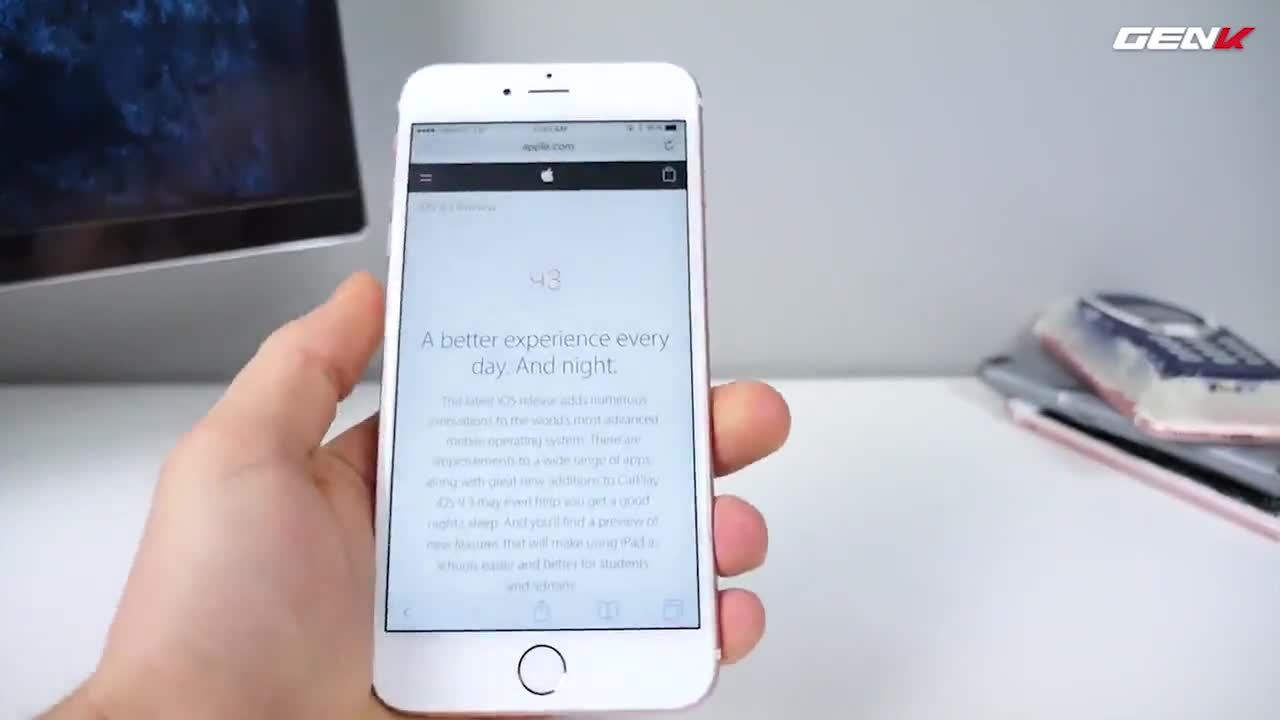 GENK
apple.com
iOS 9.3 Preview
9.3
A better experience every
day. And night.
This latest iOS release adds numerous
innovations to the world's most advanced
mobile operating system. There are
improvements to a wide range of apps,
along with great new additions to CarPlay.
iOS 9.3 may even help you get a good
night's sleep. And you'll find a preview of
new features that will make using iPad in
schools easier and better for students
and admins.